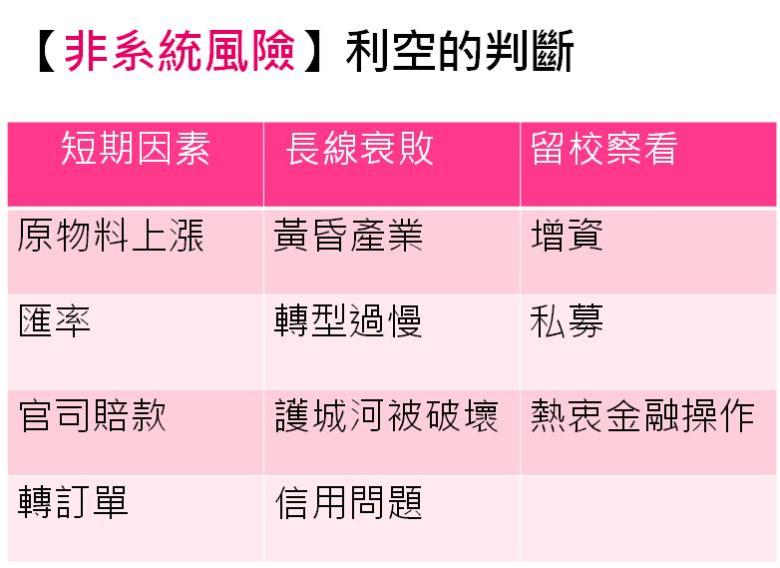 【非系統風險】利空的判斷
短期因素 長線衰敗 留校察看
原物料上漲 黃昏產業 增資
匯率 轉型過慢 私募
官司賠款 護城河被破壞 熱衷金融操作
轉訂單 信用問題